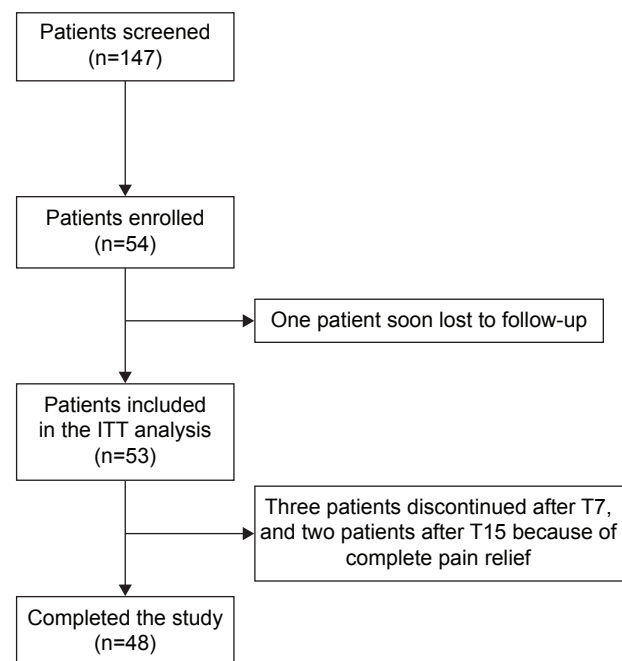 Patients screened
(n=147)
Patients enrolled
(n=54)
One patient soon lost to follow-up
Patients included
in the ITT analysis
(n=53)
Three patients discontinued after T7,
and two patients after T15 because of
complete pain relief
Completed the study
(n=48)